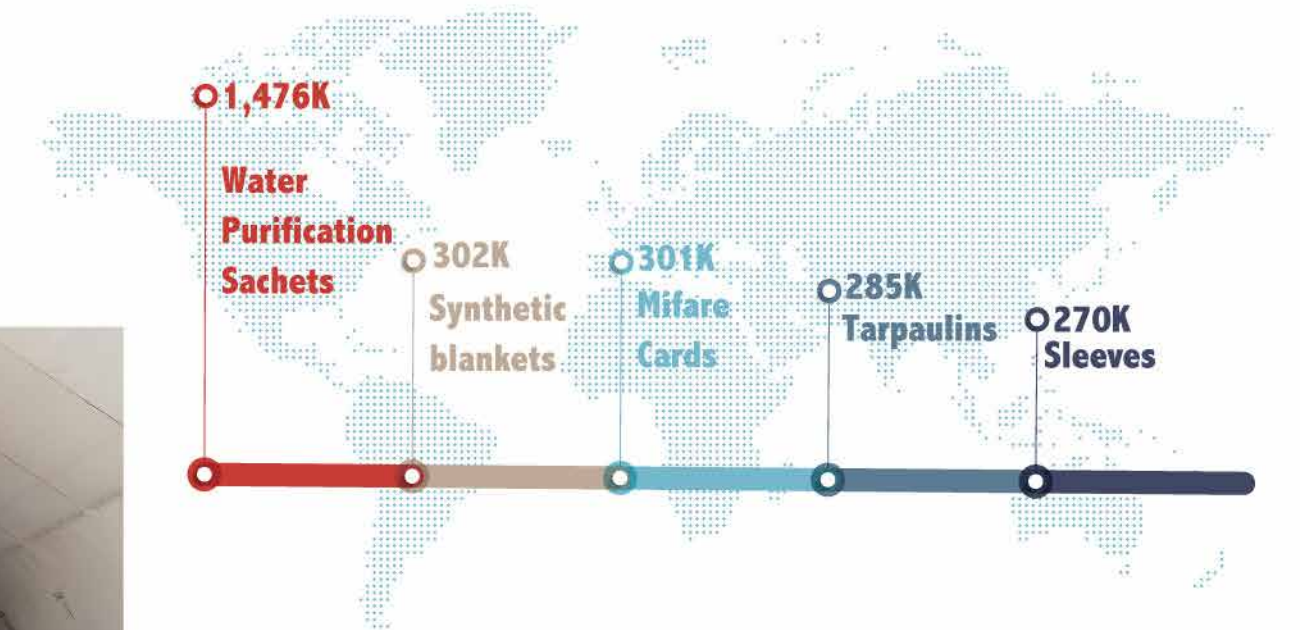 1,476K
Water
Purification
Sachets
302K
Synthetic
blankets
301K
Mifare
Cards
285K
Tarpaulins
270K
Sleeves